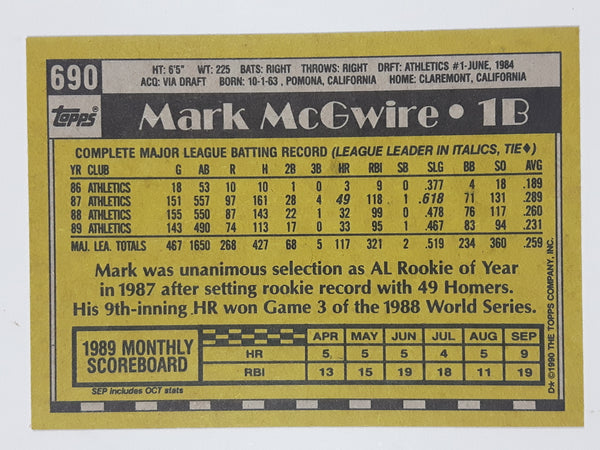 690
HT: 6'5" WT: 225 BATS: RIGHT THROWS: RIGHT DRFT: ATHLETICS #1-JUNE, 1984
ACQ: VIA DRAFT BORN: 10-1-63, POMONA, CALIFORNIA HOME: CLAREMONT, CALIFORNIA
Topps®
Mark McGwire • 1B
COMPLETE MAJOR LEAGUE BATTING RECORD (LEAGUE LEADER IN ITALICS, TIE♦)
YR CLUB G AB R H 2B 3B HR RBI SB SLG BB SO AVG
86 ATHLETICS 18 53 10 10 1 0 3 9 0 .377 4 18 .189
87 ATHLETICS 151 557 97 161 28 4 49 118 1 .618 71 131 .289
88 ATHLETICS 155 550 87 143 22 1 32 99 0 .478 76 117 .260
89 ATHLETICS 143 490 74 113 17 0 33 95 1 .467 83 94 .231
MAJ. LEA. TOTALS 467 1650 268 427 68 5 117 321 2 .519 234 360 .259
Mark was unanimous selection as AL Rookie of Year
in 1987 after setting rookie record with 49 Homers.
His 9th-inning HR won Game 3 of the 1988 World Series.
1989 MONTHLY
SCOREBOARD
APR MAY JUN JUL AUG SEP
HR 5 5 5 4 5 9
RBI 13 15 19 18 11 19
SEP includes OCT stats
D★ ©1990 THE TOPPS COMPANY, INC.